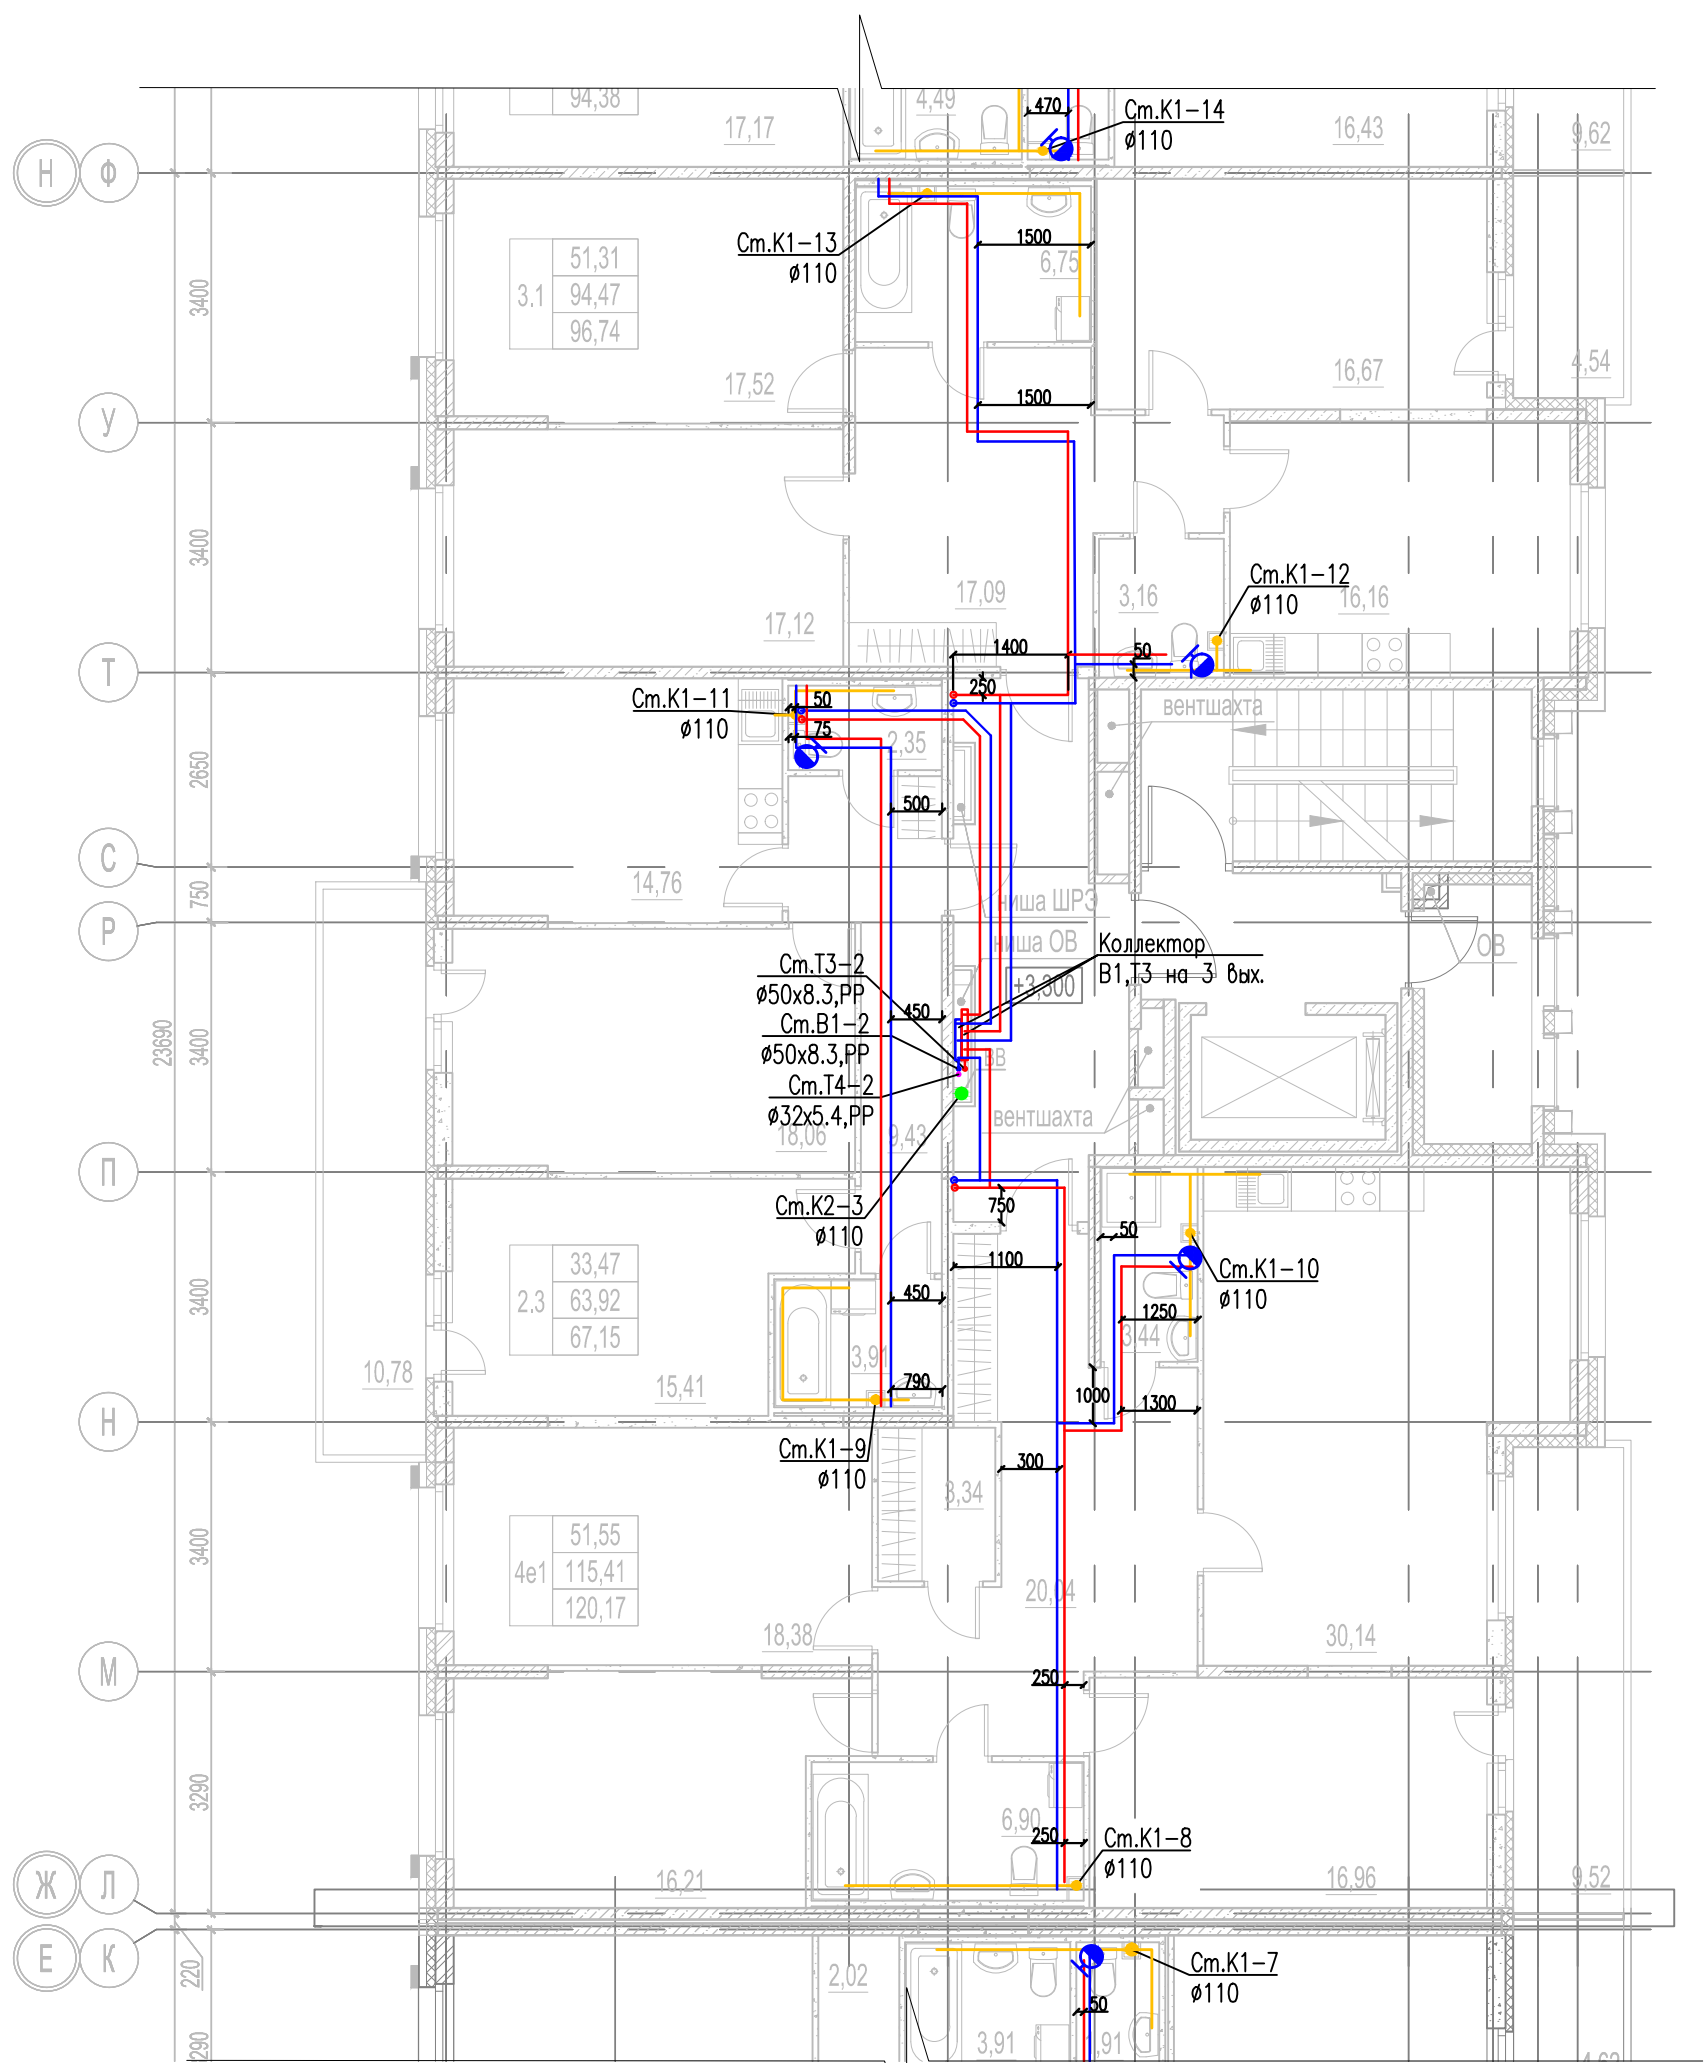 94,38
4,49
470
Ст.К1-14
ø110
17,17
16,43
9,62
Н
Ф
Ст.К1-13
ø110
1500
6,75
51,31
3.1
94,47
96,74
3400
17,52
1500
16,67
4,54
У
3400
17,09
3,16
Ст.К1-12
ø110
16,16
17,12
1400
50
Т
250
Ст.К1-11
ø110
50
75
2,35
вентшахта
2650
500
С
14,76
750
ниша ШРЭ
Р
ниша ОВ
Коллектор
В1,Т3 на 3 вых.
ОВ
Ст.Т3-2
ø50х8.3,РР
+3,300
450
Ст.В1-2
ø50х8.3,РР
23690
3400
ВВ
Ст.Т4-2
ø32х5.4,РР
вентшахта
18,06
9,43
П
Ст.К2-3
ø110
750
50
33,47
2.3
63,92
67,15
1100
Ст.К1-10
ø110
3400
450
1250
3,44
10,78
15,41
3,91
790
1000
1300
Н
Ст.К1-9
ø110
300
3,34
51,55
4е1
115,41
120,17
3400
20,04
18,38
30,14
М
250
3290
6,90
250
Ст.К1-8
ø110
Ж
Л
16,21
16,96
9,52
Е
К
220
2,02
Ст.К1-7
ø110
50
3,91